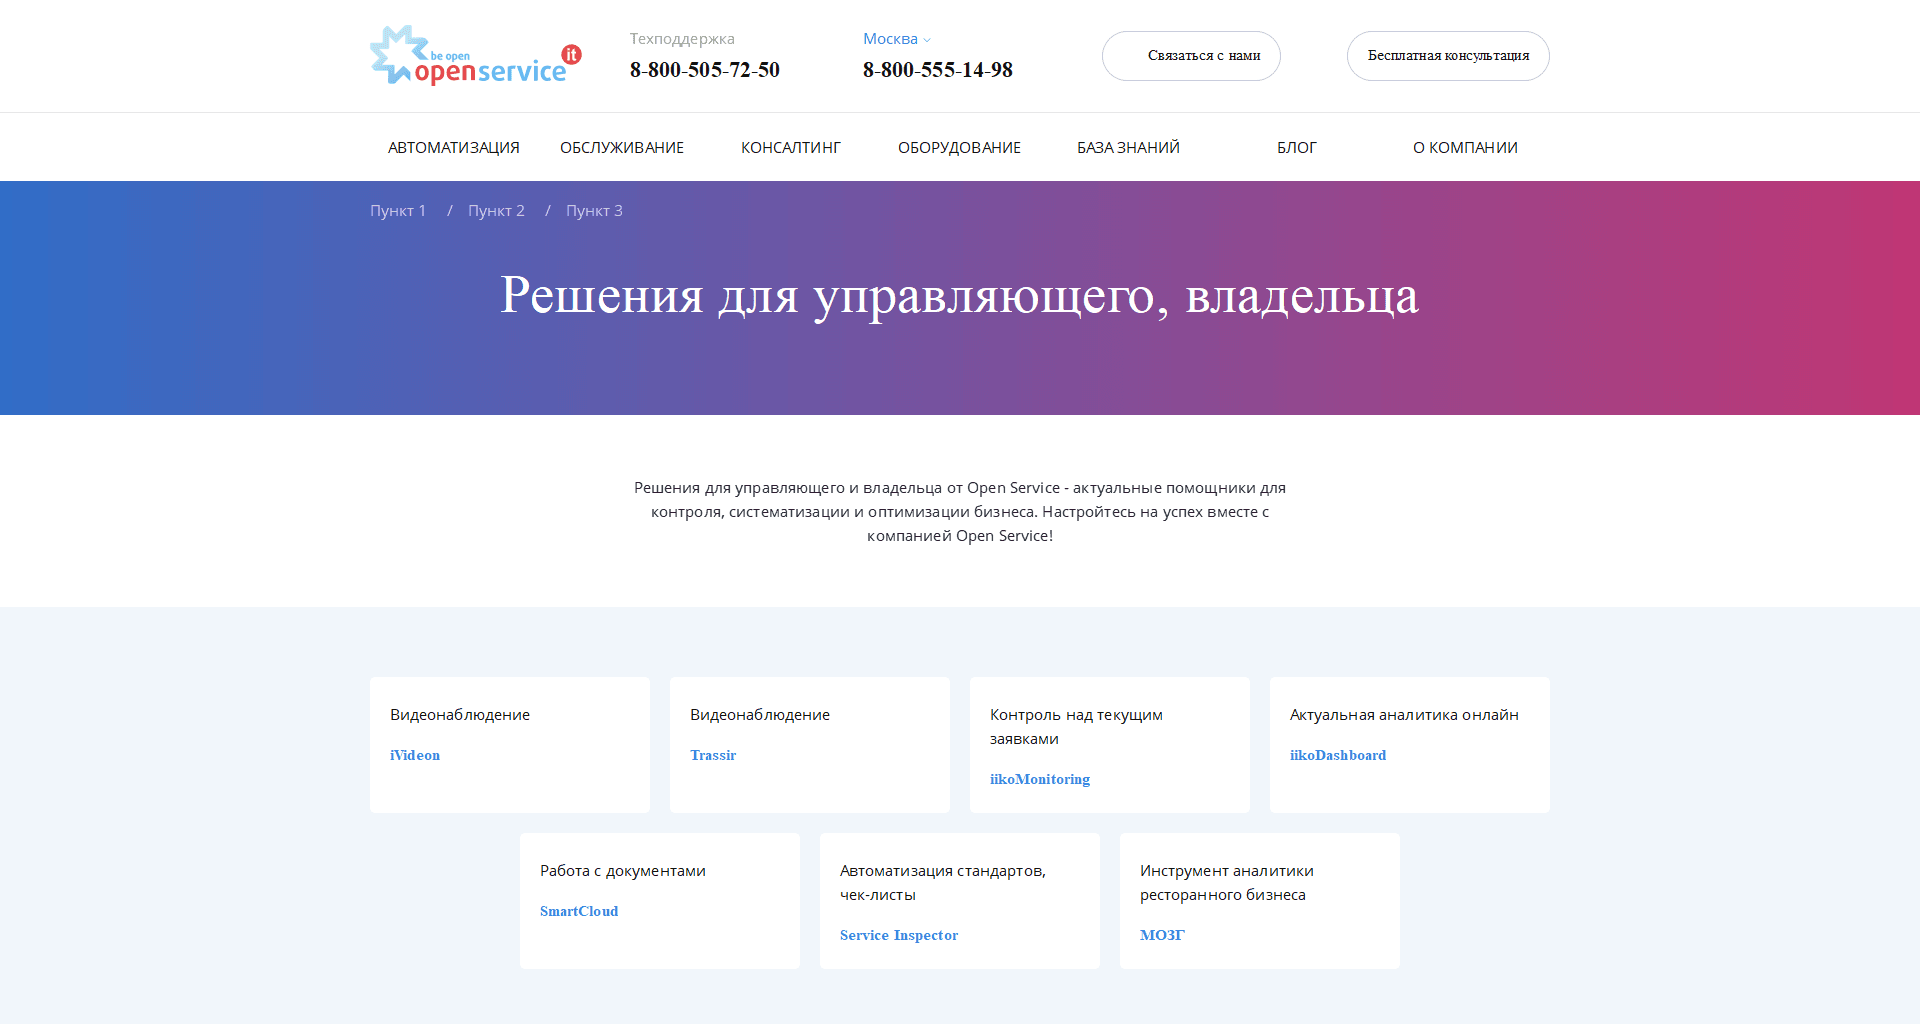 be open
openservice it
Техподдержка
8-800-505-72-50
Москва
8-800-555-14-98
Связаться с нами
Бесплатная консультация
АВТОМАТИЗАЦИЯ ОБСЛУЖИВАНИЕ КОНСАЛТИНГ ОБОРУДОВАНИЕ БАЗА ЗНАНИЙ БЛОГ О КОМПАНИИ
Пункт 1 / Пункт 2 / Пункт 3
Решения для управляющего, владельца
Решения для управляющего и владельца от Open Service - актуальные помощники для
контроля, систематизации и оптимизации бизнеса. Настройтесь на успех вместе с
компанией Open Service!
Видеонаблюдение
iVideon
Видеонаблюдение
Trassir
Контроль над текущим
заявками
iikoMonitoring
Актуальная аналитика онлайн
iikoDashboard
Работа с документами
SmartCloud
Автоматизация стандартов,
чек-листы
Service Inspector
Инструмент аналитики
ресторанного бизнеса
МОЗГ